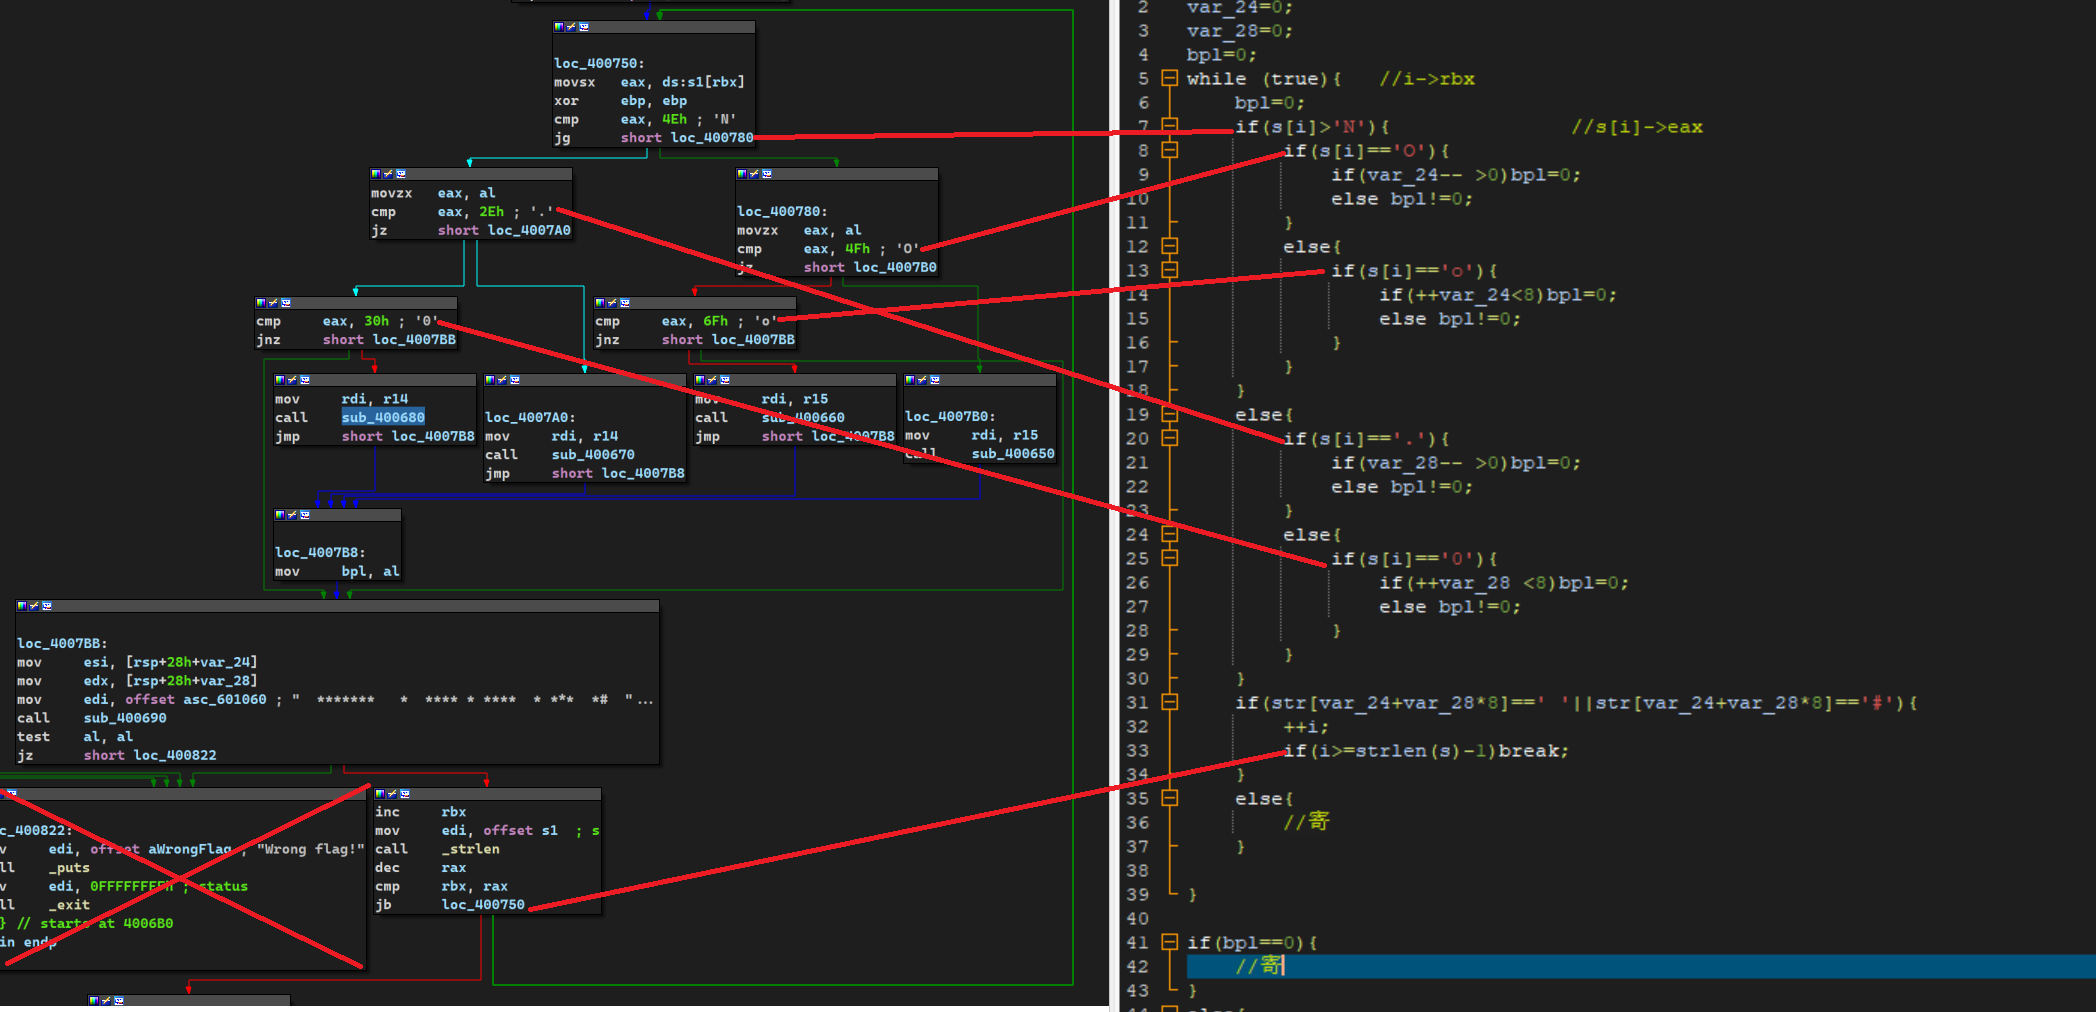 loc_400750:
movsx eax, ds:s1[rbx]
xor ebp, ebp
cmp eax, 4Eh ; 'N'
jg short loc_400780
movzx eax, al
cmp eax, 2Eh ; '.'
jz short loc_4007A0
loc_400780:
movzx eax, al
cmp eax, 4Fh ; 'O'
jz short loc_4007B0
cmp eax, 30h ; '0'
jnz short loc_4007BB
cmp eax, 6Fh ; 'o'
jnz short loc_4007BB
mov rdi, r14
call sub_400680
jmp short loc_4007B8
loc_4007A0:
mov rdi, r14
call sub_400670
jmp short loc_4007B8
mov rdi, r15
call sub_400660
jmp short loc_4007B8
loc_4007B0:
mov rdi, r15
call sub_400650
loc_4007B8:
mov bpl, al
loc_4007BB:
mov esi, [rsp+28h+var_24]
mov edx, [rsp+28h+var_28]
mov edi, offset asc_601060 ; "  *******   *  **** * ****  * ***  *#  "...
call sub_400690
test al, al
jz short loc_400822
c_400822:
v edi, offset aWrongFlag ; "Wrong flag!"
ll _puts
v edi, 0FFFFFFFFh ; status
ll _exit
} // starts at 4006B0
in endp
inc rbx
mov edi, offset s1 ; s
call _strlen
dec rax
cmp rbx, rax
jb loc_400750
2 var_24=0;
3 var_28=0;
4 bpl=0;
5 while (true){ //i->rbx
6 bpl=0;
7 if(s[i]>'N'){ //s[i]->eax
8 if(s[i]=='O'){
9 if(var_24-- >0)bpl=0;
10 else bpl!=0;
11 }
12 else{
13 if(s[i]=='o'){
14 if(++var_24<8)bpl=0;
15 else bpl!=0;
16 }
17 }
18 }
19 else{
20 if(s[i]=='.'){
21 if(var_28-- >0)bpl=0;
22 else bpl!=0;
23 }
24 else{
25 if(s[i]=='0'){
26 if(++var_28 <8)bpl=0;
27 else bpl!=0;
28 }
29 }
30 }
31 if(str[var_24+var_28*8]==' '||str[var_24+var_28*8]=='#'){
32 ++i;
33 if(i>=strlen(s)-1)break;
34 }
35 else{
36 //寄
37 }
38
39 }
40
41 if(bpl==0){
42 //寄
43 }
44 else{